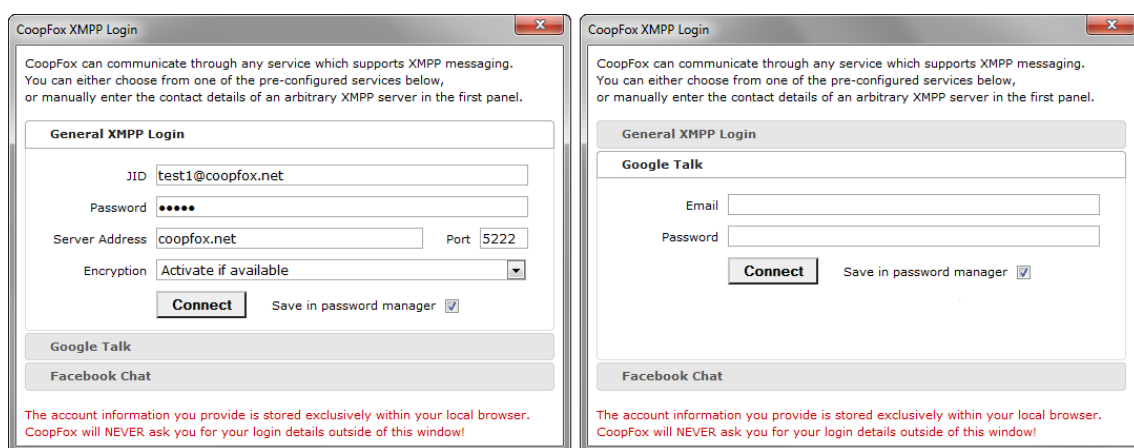 CoopFox XMPP Login
CoopFox can communicate through any service which supports XMPP messaging.
You can either choose from one of the pre-configured services below,
or manually enter the contact details of an arbitrary XMPP server in the first panel.
General XMPP Login
JID test1@coopfox.net
Password •••••
Server Address coopfox.net Port 5222
Encryption Activate if available
Connect Save in password manager
Google Talk
Facebook Chat
The account information you provide is stored exclusively within your local browser.
CoopFox will NEVER ask you for your login details outside of this window!
CoopFox XMPP Login
CoopFox can communicate through any service which supports XMPP messaging.
You can either choose from one of the pre-configured services below,
or manually enter the contact details of an arbitrary XMPP server in the first panel.
General XMPP Login
Google Talk
Email
Password
Connect Save in password manager
Facebook Chat
The account information you provide is stored exclusively within your local browser.
CoopFox will NEVER ask you for your login details outside of this window!